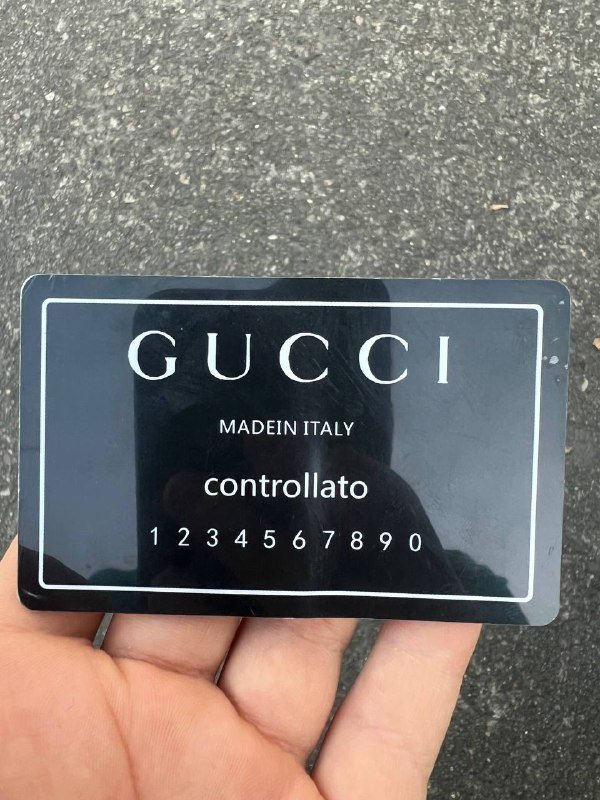 GUCCI
MADEIN ITALY
controllato
1 2 3 4 5 6 7 8 9 0